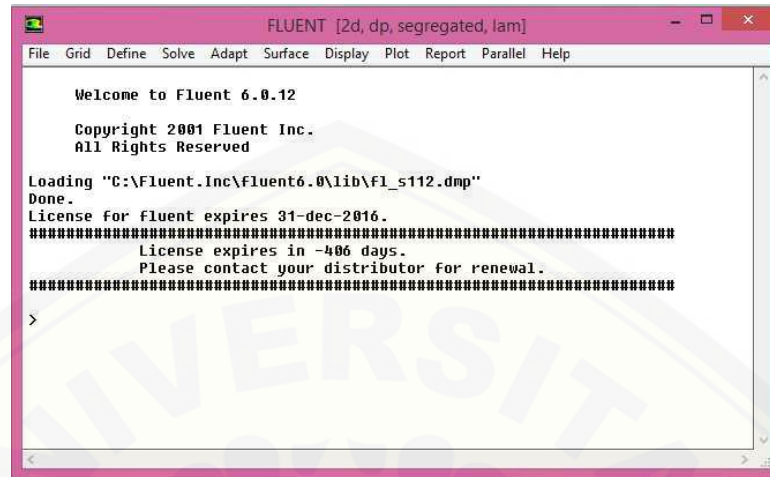 FLUENT [2d, dp, segregated, lam]
File Grid Define Solve Adapt Surface Display Plot Report Parallel Help
Welcome to Fluent 6.0.12
Copyright 2001 Fluent Inc.
All Rights Reserved
Loading "C:\Fluent.Inc\fluent6.0\lib\fl_s112.dmp"
Done.
License for fluent expires 31-dec-2016.
######################################################################
License expires in -406 days.
Please contact your distributor for renewal.
######################################################################
>
UNIVERSITA